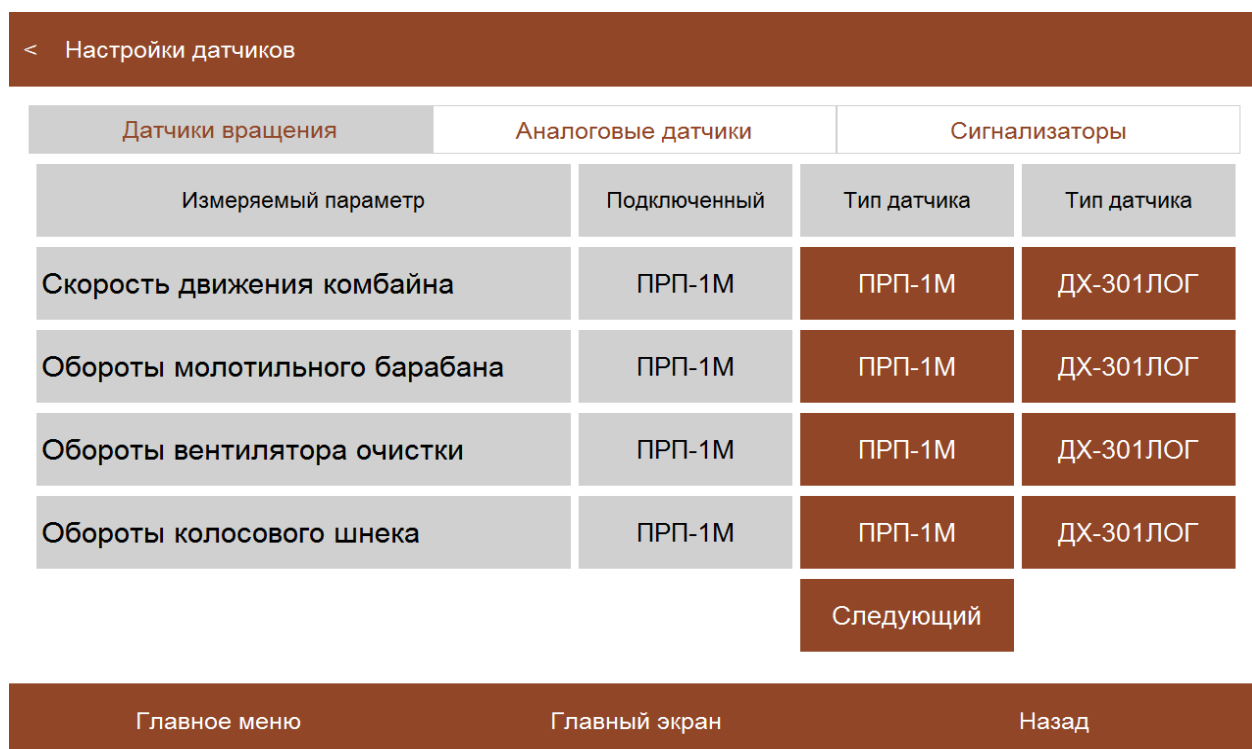 < Настройки датчиков
Датчики вращения Аналоговые датчики Сигнализаторы
Измеряемый параметр Подключенный Тип датчика Тип датчика
Скорость движения комбайна ПРП-1М ПРП-1М ДХ-301ЛОГ
Обороты молотильного барабана ПРП-1М ПРП-1М ДХ-301ЛОГ
Обороты вентилятора очистки ПРП-1М ПРП-1М ДХ-301ЛОГ
Обороты колосового шнека ПРП-1М ПРП-1М ДХ-301ЛОГ
Следующий
Главное меню Главный экран Назад